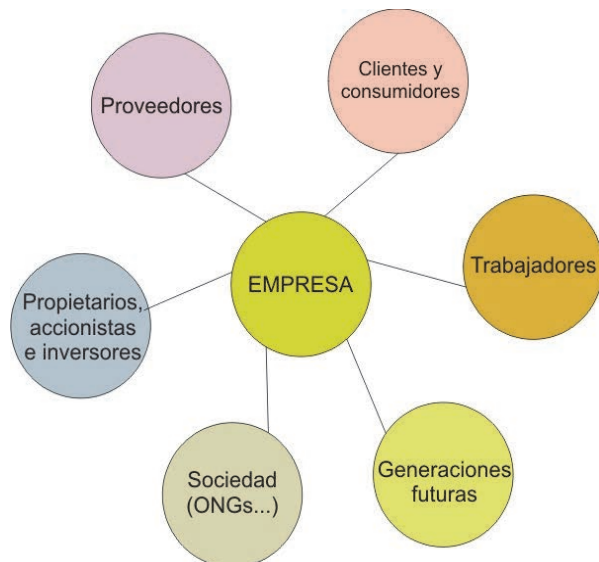 Proveedores
Clientes y
consumidores
EMPRESA
Trabajadores
Propietarios,
accionistas
e inversores
Sociedad
(ONGs...)
Generaciones
futuras